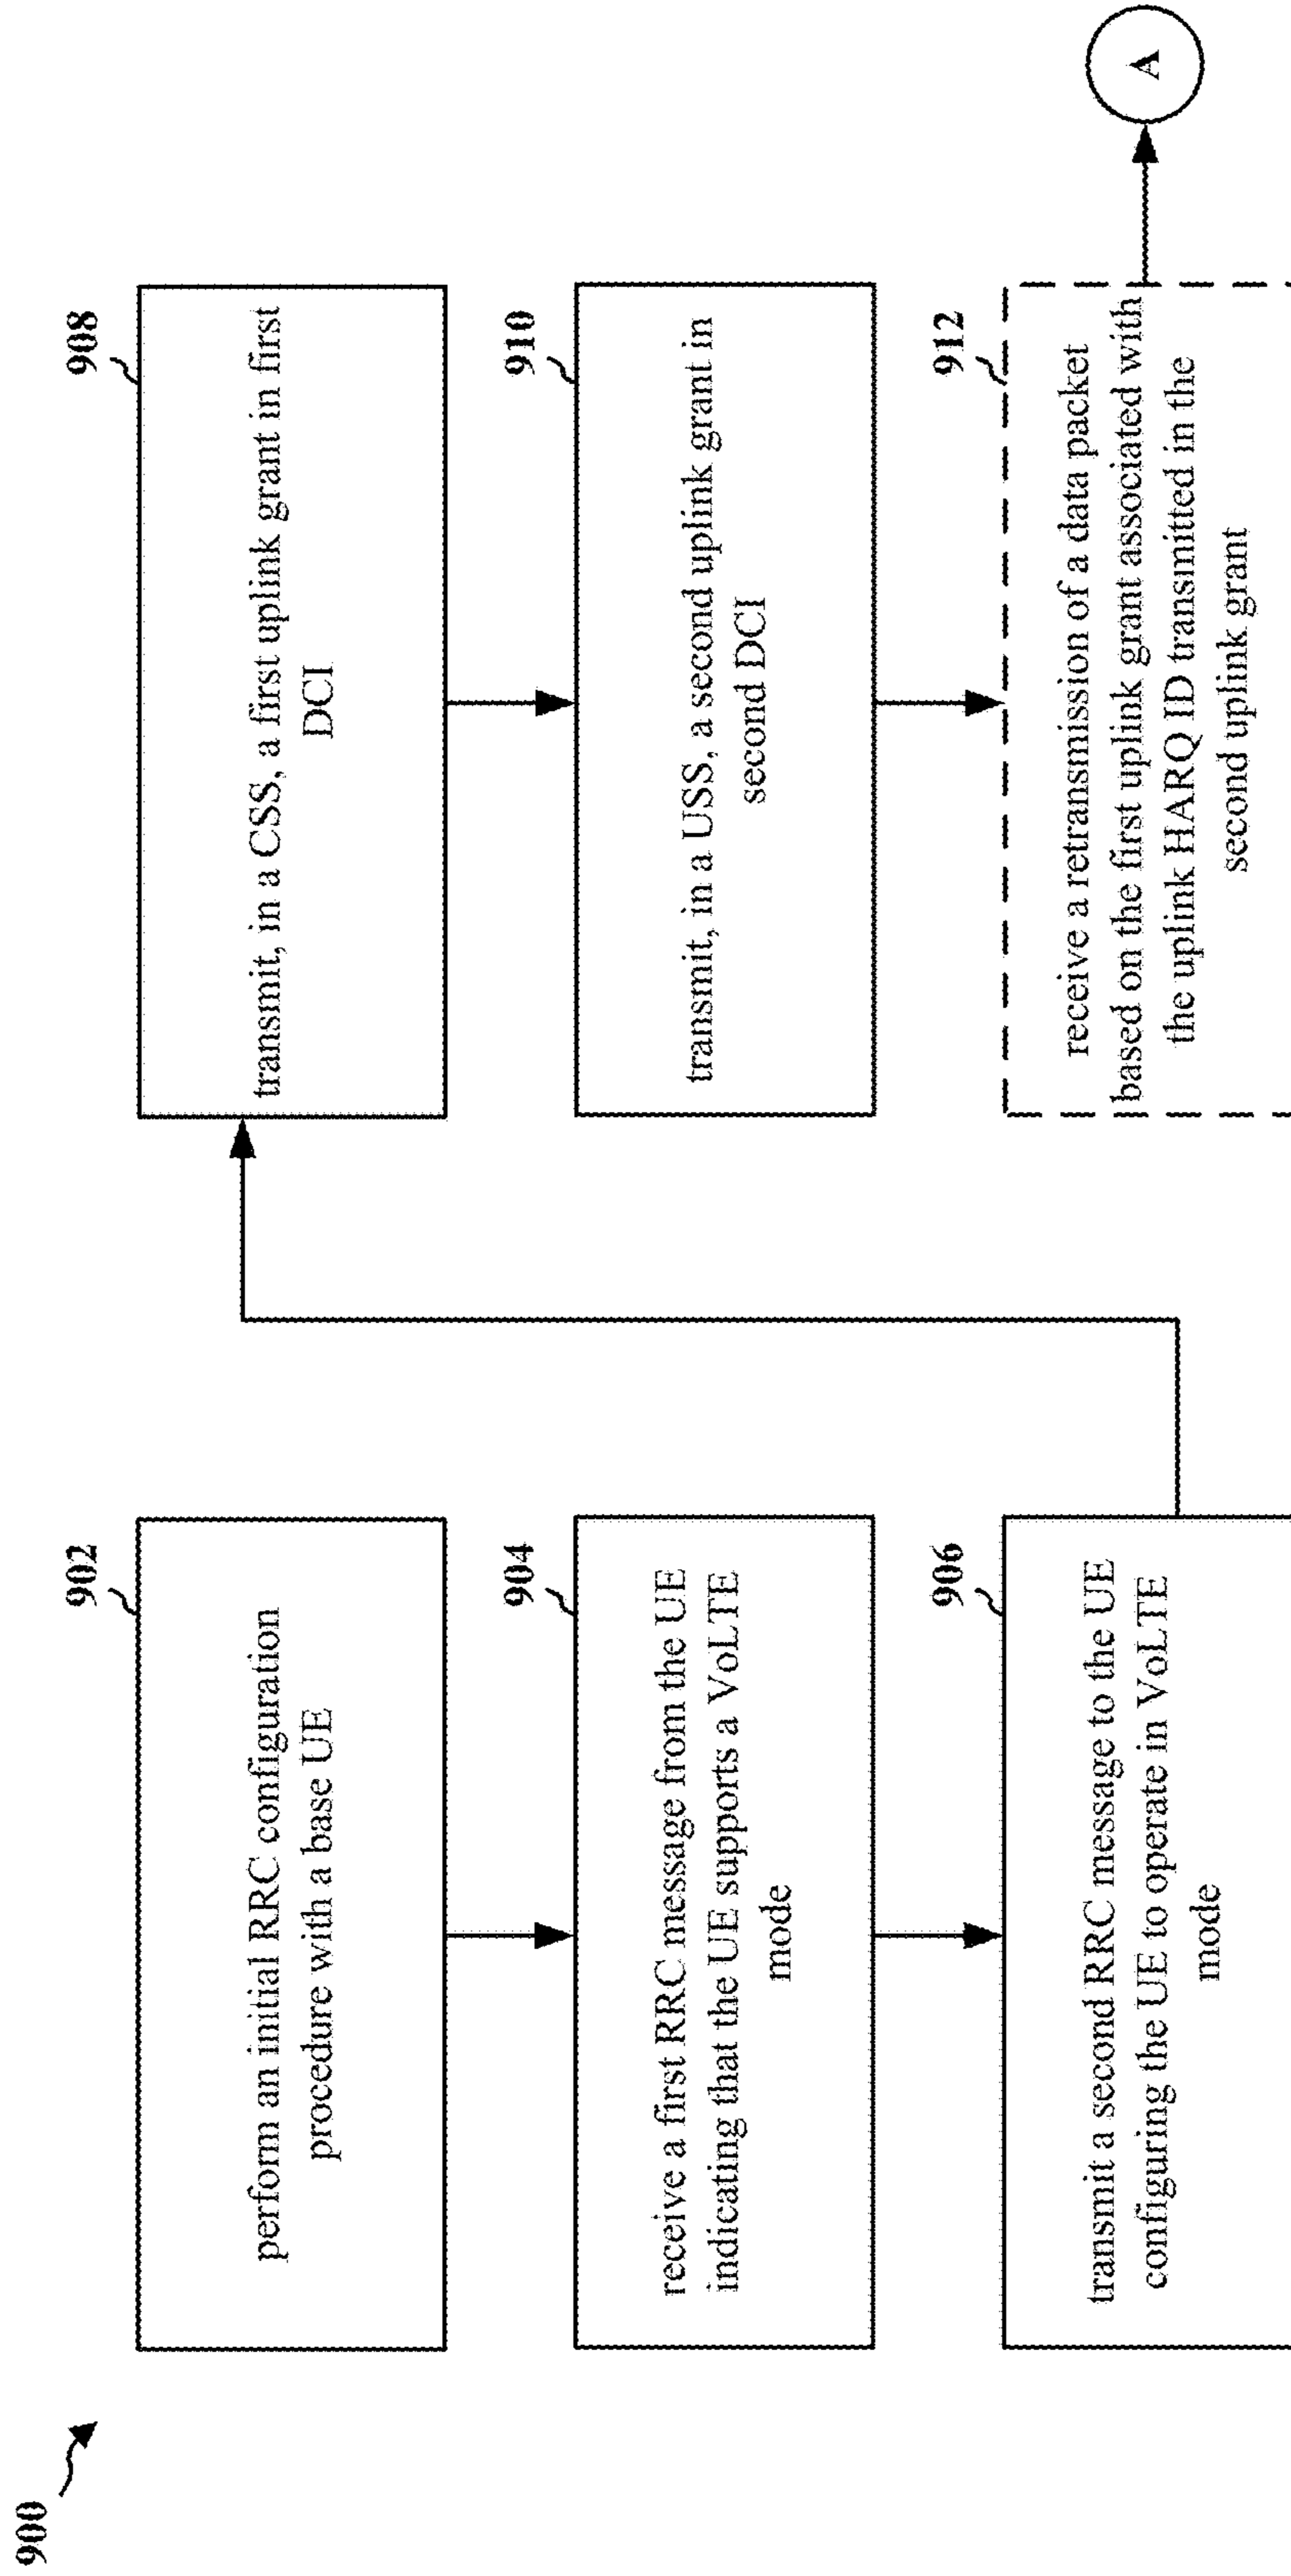 900
902
perform an initial RRC configuration
procedure with a base UE
904
receive a first RRC message from the UE
indicating that the UE supports a VoLTE
mode
906
transmit a second RRC message to the UE
configuring the UE to operate in VoLTE
mode
908
transmit, in a CSS, a first uplink grant in first
DCI
910
transmit, in a USS, a second uplink grant in
second DCI
912
receive a retransmission of a data packet
based on the first uplink grant associated with
the uplink HARQ ID transmitted in the
second uplink grant
A